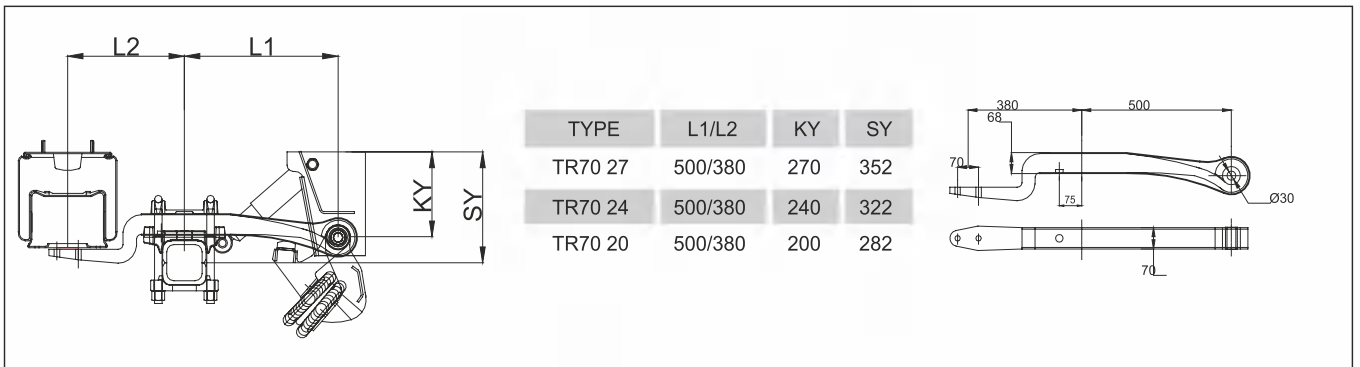 L2
L1
KY
SY
TYPE L1/L2 KY SY
TR70 27 500/380 270 352
TR70 24 500/380 240 322
TR70 20 500/380 200 282
380
500
68
70
75
Ø30
70